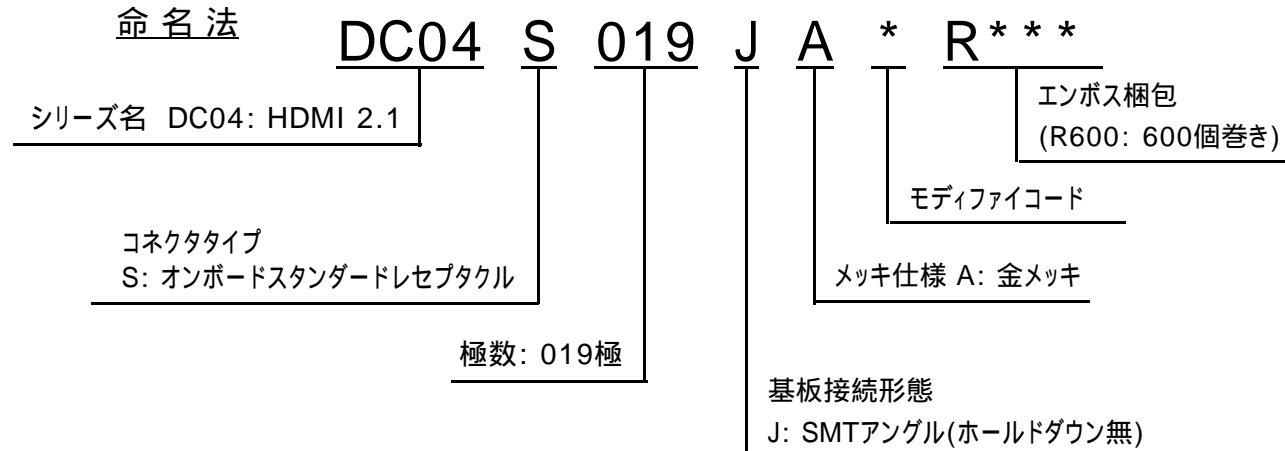 命 名 法
DC04 S 019 J A * R***
シリーズ名 DC04: HDMI 2.1
エンボス梱包
(R600: 600個巻き)
モディファイコード
コネクタタイプ
S: オンボードスタンダードレセプタクル
メッキ仕様 A: 金メッキ
極数: 019極
基板接続形態
J: SMTアングル(ホールドダウン無)